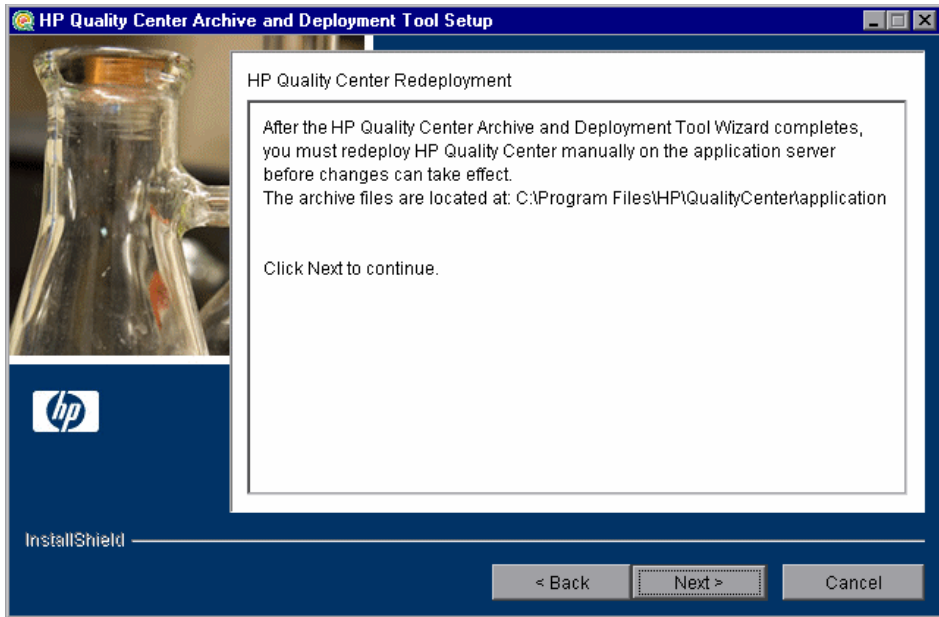 HP Quality Center Archive and Deployment Tool Setup
HP Quality Center Redeployment
After the HP Quality Center Archive and Deployment Tool Wizard completes,
you must redeploy HP Quality Center manually on the application server
before changes can take effect.
The archive files are located at: C:\Program Files\HP\QualityCenter\application
Click Next to continue.
hp
InstallShield
< Back
Next >
Cancel